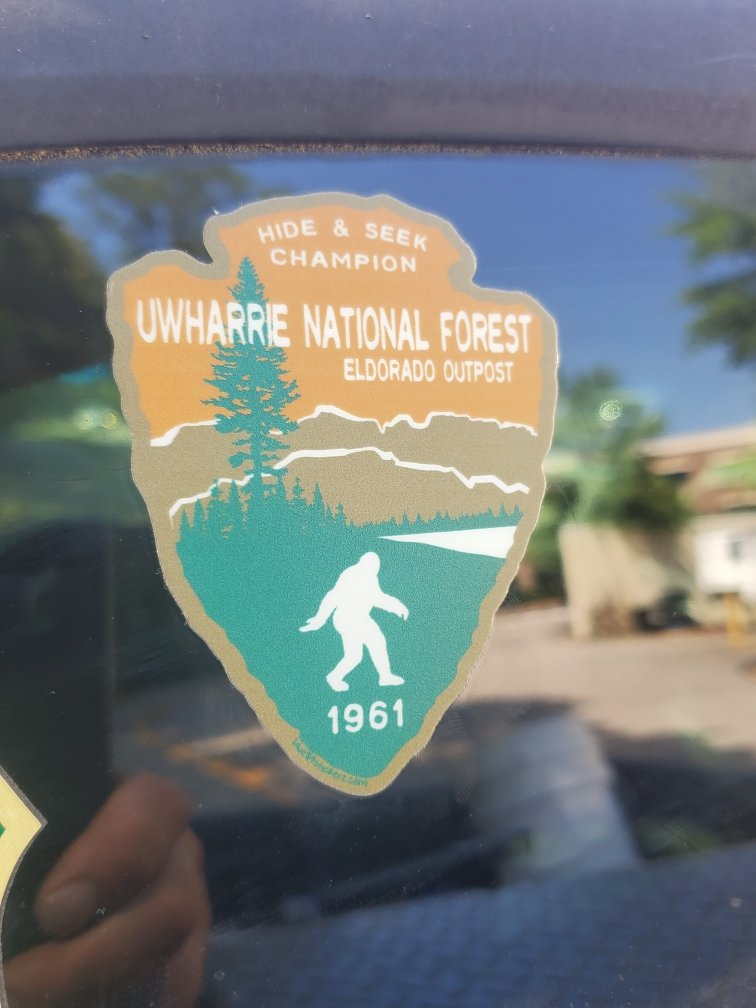 HIDE & SEEK
CHAMPION
UWHARRIE NATIONAL FOREST
ELDORADO OUTPOST
1961